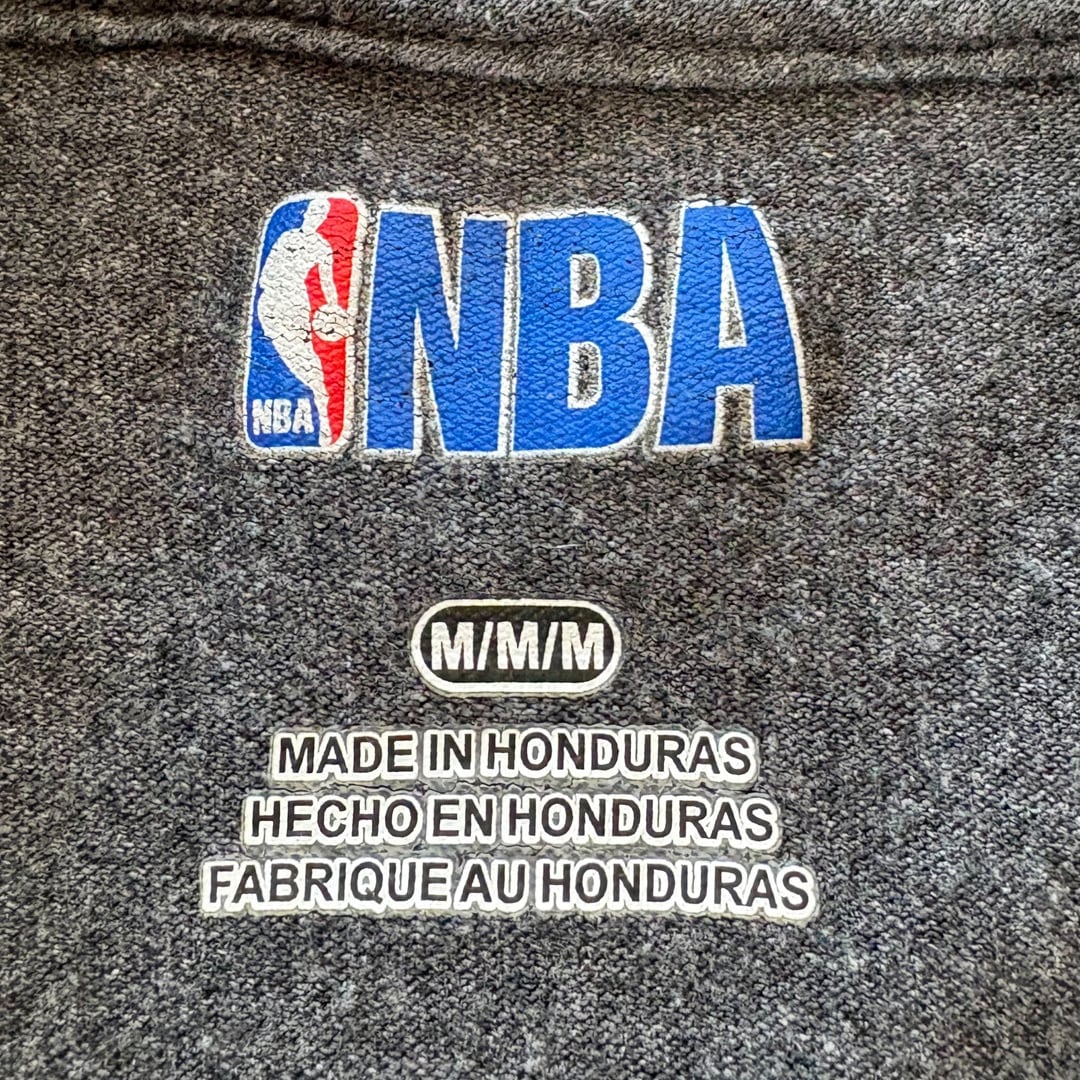 NBA NBA
M/M/M
MADE IN HONDURAS
HECHO EN HONDURAS
FABRIQUE AU HONDURAS